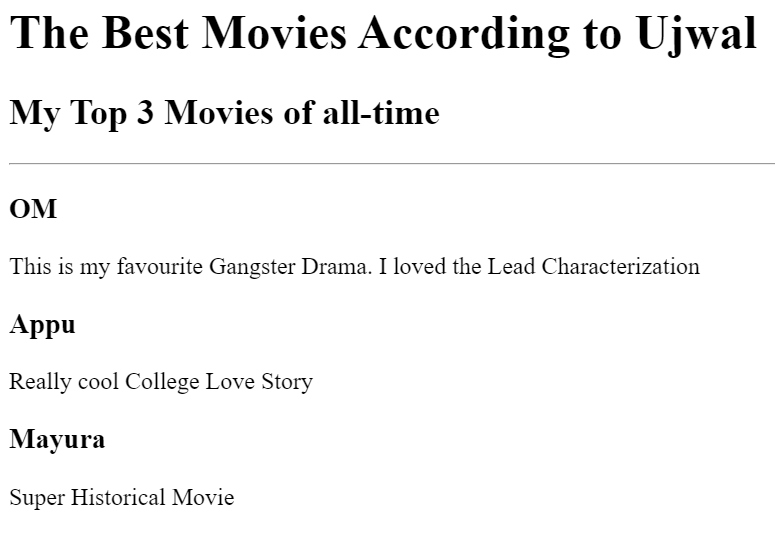 The Best Movies According to Ujwal
My Top 3 Movies of all-time
OM
This is my favourite Gangster Drama. I loved the Lead Characterization
Appu
Really cool College Love Story
Mayura
Super Historical Movie